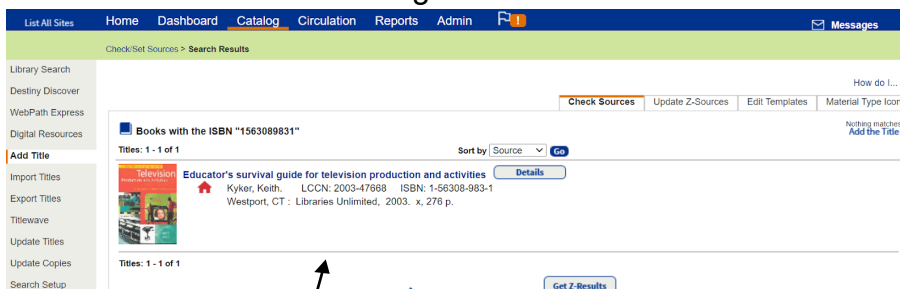 List All Sites Home Dashboard Catalog Circulation Reports Admin Messages
Check/Set Sources > Search Results
Library Search
How do I...
Destiny Discover
Check Sources Update Z-Sources Edit Templates Material Type Icon
WebPath Express
Nothing matches
Books with the ISBN "1563089831" Add the Title
Digital Resources
Titles: 1 - 1 of 1 Sort by Source Go
Add Title
Import Titles
Television Educator's survival guide for television production and activities Details
Kyker, Keith. LCCN: 2003-47668 ISBN: 1-56308-983-1
Export Titles
Westport, CT : Libraries Unlimited, 2003. x, 276 p.
Titlewave
Update Titles
Update Copies Titles: 1 - 1 of 1
Search Setup Get Z-Results